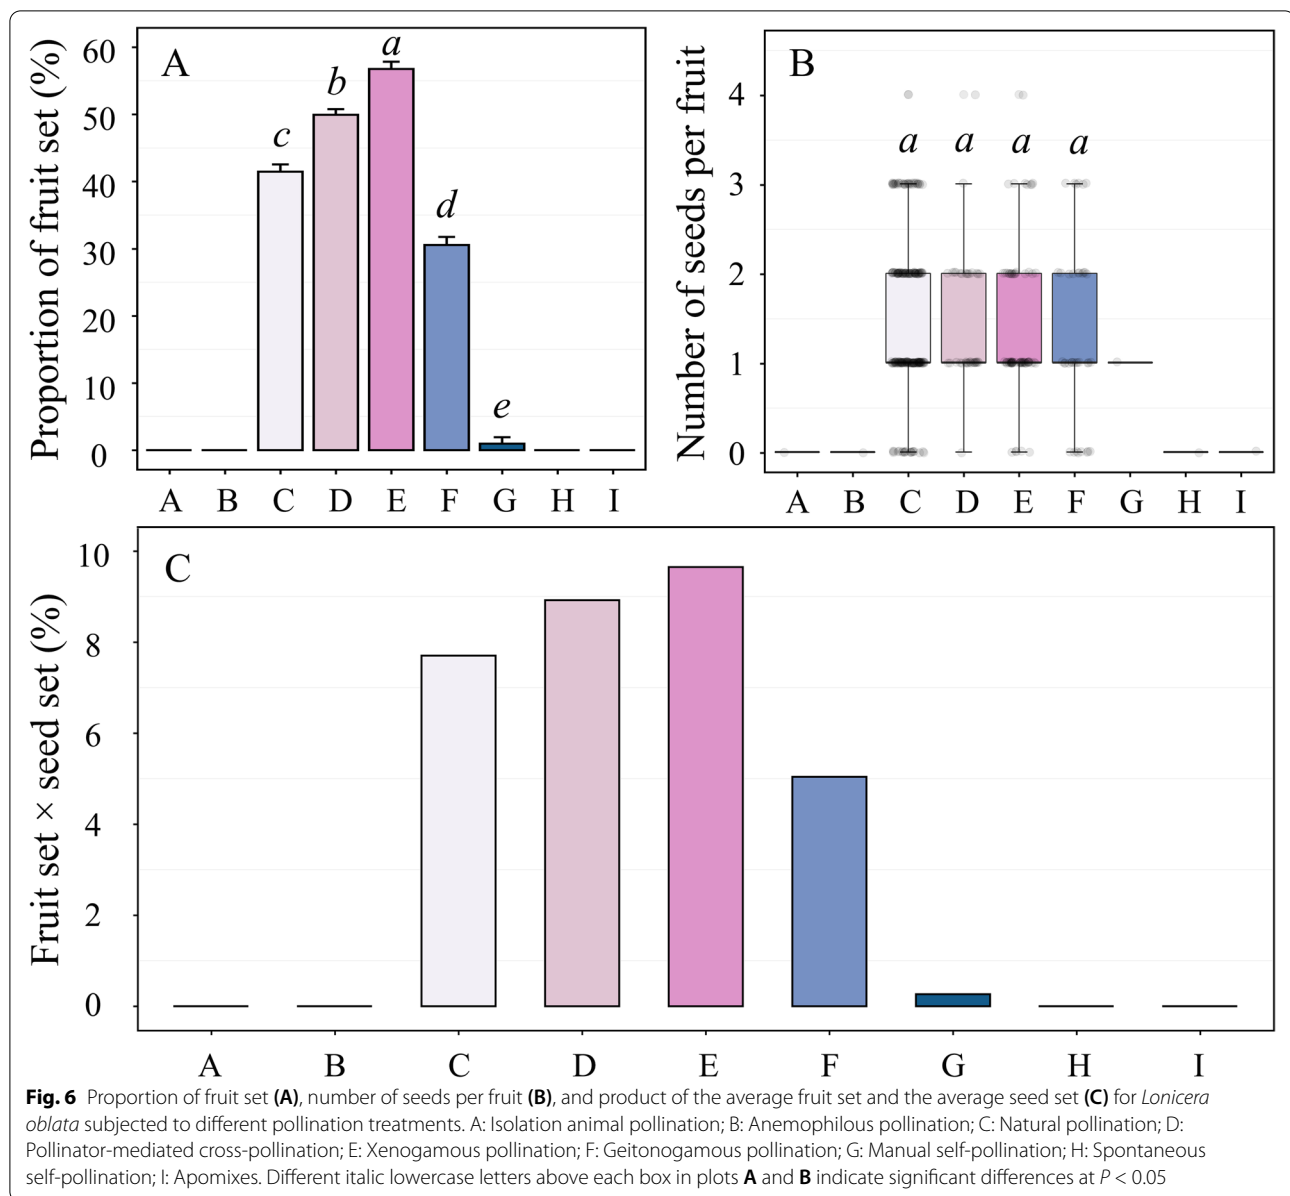 A
Proportion of fruit set (%)
60
50
40
30
20
10
0
c
b
a
d
e
A B C D E F G H I
B
Number of seeds per fruit
4
3
2
1
0
a a a a
A B C D E F G H I
C
Fruit set × seed set (%)
10
8
6
4
2
0
A B C D E F G H I
Fig. 6 Proportion of fruit set (A), number of seeds per fruit (B), and product of the average fruit set and the average seed set (C) for Lonicera
oblata subjected to different pollination treatments. A: Isolation animal pollination; B: Anemophilous pollination; C: Natural pollination; D:
Pollinator-mediated cross-pollination; E: Xenogamous pollination; F: Geitonogamous pollination; G: Manual self-pollination; H: Spontaneous
self-pollination; I: Apomixes. Different italic lowercase letters above each box in plots A and B indicate significant differences at P < 0.05